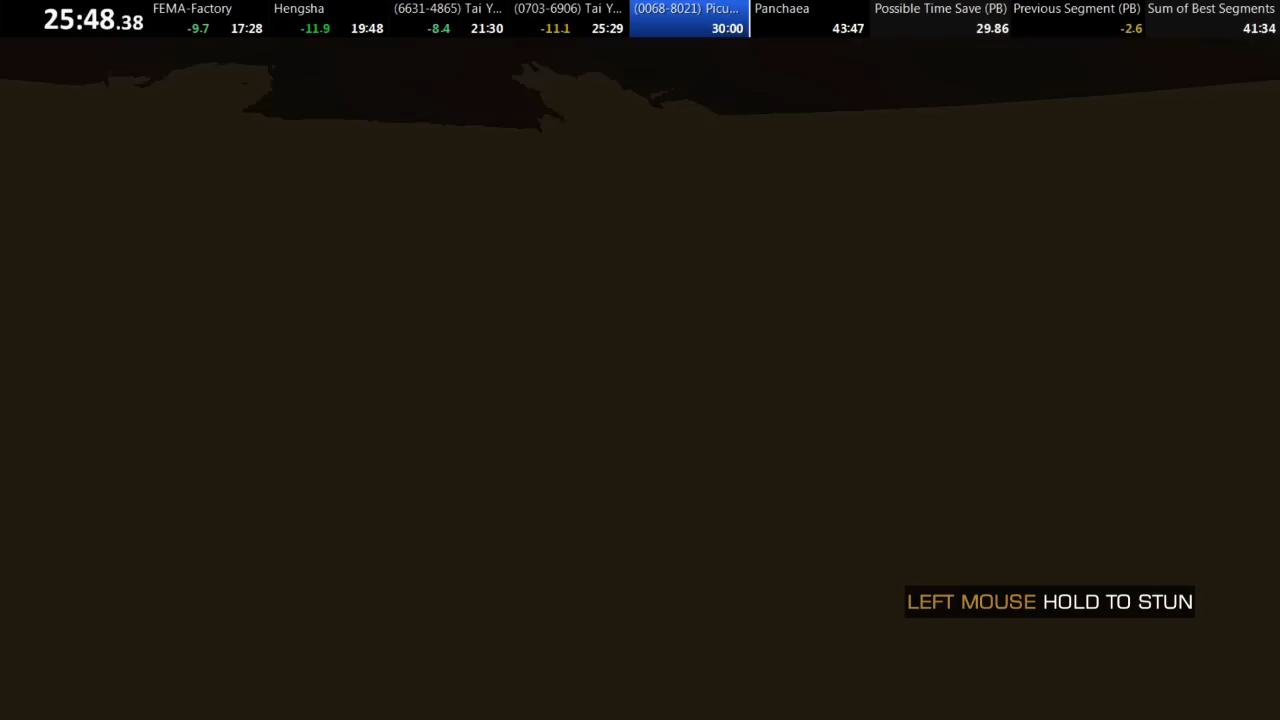 25:48.38
FEMA-Factory
-9.7 17:28
Hengsha
-11.9 19:48
(6631-4865) Tai Y...
-8.4 21:30
(0703-6906) Tai Y...
-11.1 25:29
(0068-8021) Picu...
30:00
Panchaea
43:47
Possible Time Save (PB)
29.86
Previous Segment (PB)
-2.6
Sum of Best Segments
41:34
LEFT MOUSE HOLD TO STUN